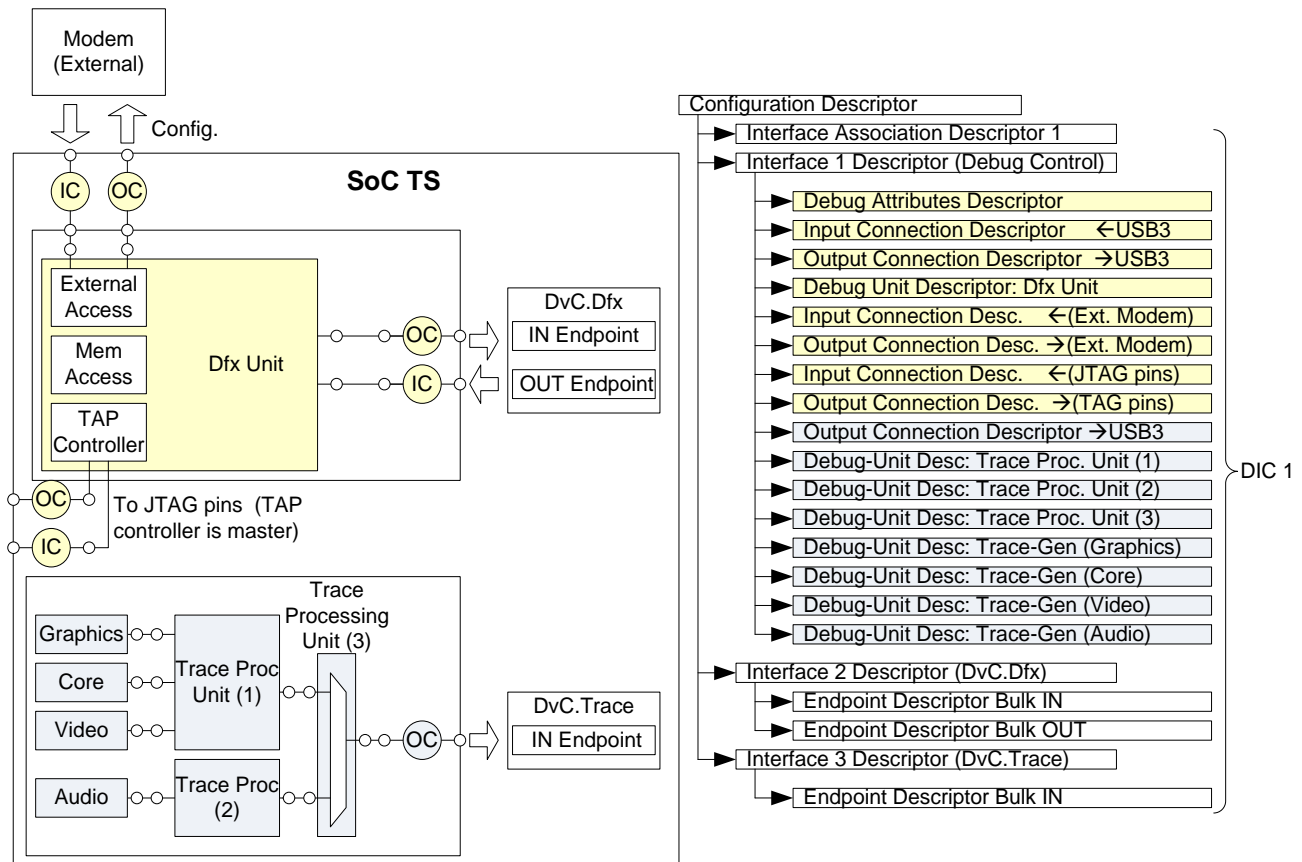 Modem
(External)
Config.
SoC TS
IC
OC
External
Access
Mem
Access
TAP
Controller
Dfx Unit
OC
IC
DvC.Dfx
IN Endpoint
OUT Endpoint
OC
IC
To JTAG pins (TAP
controller is master)
Trace
Processing
Unit (3)
Graphics
Core
Video
Audio
Trace Proc
Unit (1)
Trace Proc
(2)
OC
DvC.Trace
IN Endpoint
Configuration Descriptor
Interface Association Descriptor 1
Interface 1 Descriptor (Debug Control)
Debug Attributes Descriptor
Input Connection Descriptor ←USB3
Output Connection Descriptor →USB3
Debug Unit Descriptor: Dfx Unit
Input Connection Desc. ←(Ext. Modem)
Output Connection Desc. →(Ext. Modem)
Input Connection Desc. ←(JTAG pins)
Output Connection Desc. →(TAG pins)
Output Connection Descriptor →USB3
Debug-Unit Desc: Trace Proc. Unit (1)
Debug-Unit Desc: Trace Proc. Unit (2)
Debug-Unit Desc: Trace Proc. Unit (3)
Debug-Unit Desc: Trace-Gen (Graphics)
Debug-Unit Desc: Trace-Gen (Core)
Debug-Unit Desc: Trace-Gen (Video)
Debug-Unit Desc: Trace-Gen (Audio)
Interface 2 Descriptor (DvC.Dfx)
Endpoint Descriptor Bulk IN
Endpoint Descriptor Bulk OUT
Interface 3 Descriptor (DvC.Trace)
Endpoint Descriptor Bulk IN
DIC 1